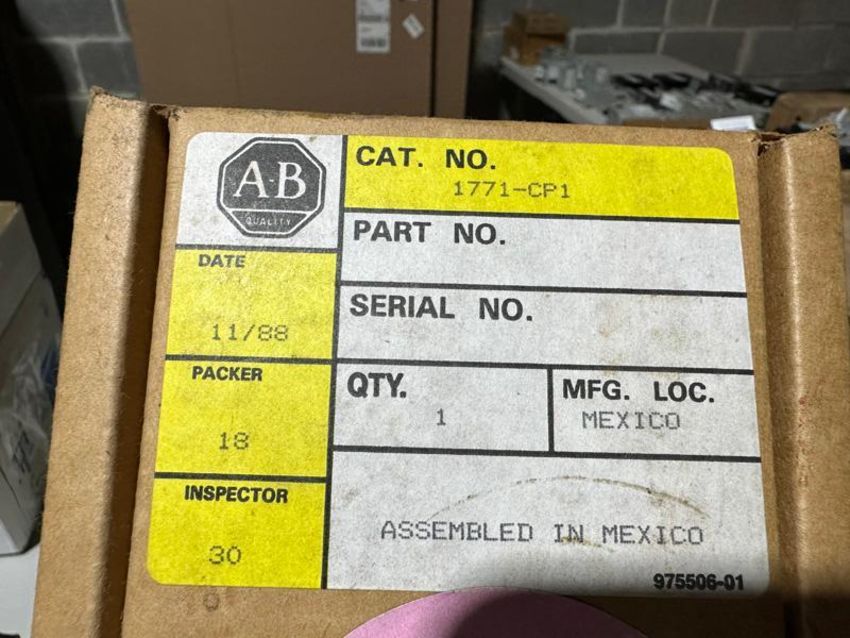 A-B
QUALITY
CAT. NO.
1771-CP1
PART NO.
DATE
11/88
SERIAL NO.
PACKER
18
QTY.
1
MFG. LOC.
MEXICO
INSPECTOR
30
ASSEMBLED IN MEXICO
975506-01